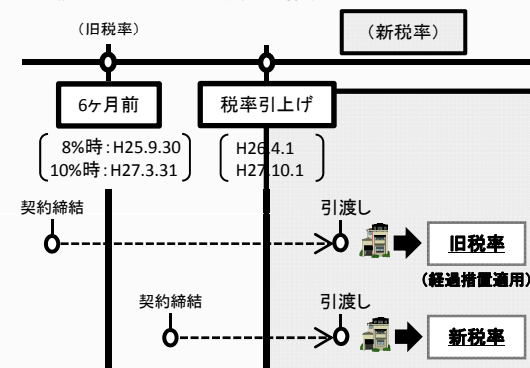 （旧税率）
（新税率）
6ヶ月前
税率引上げ
8%時：H25.9.30
10%時：H27.3.31
H26.4.1
H27.10.1
契約締結
引渡し
旧税率
（経過措置適用）
契約締結
引渡し
新税率